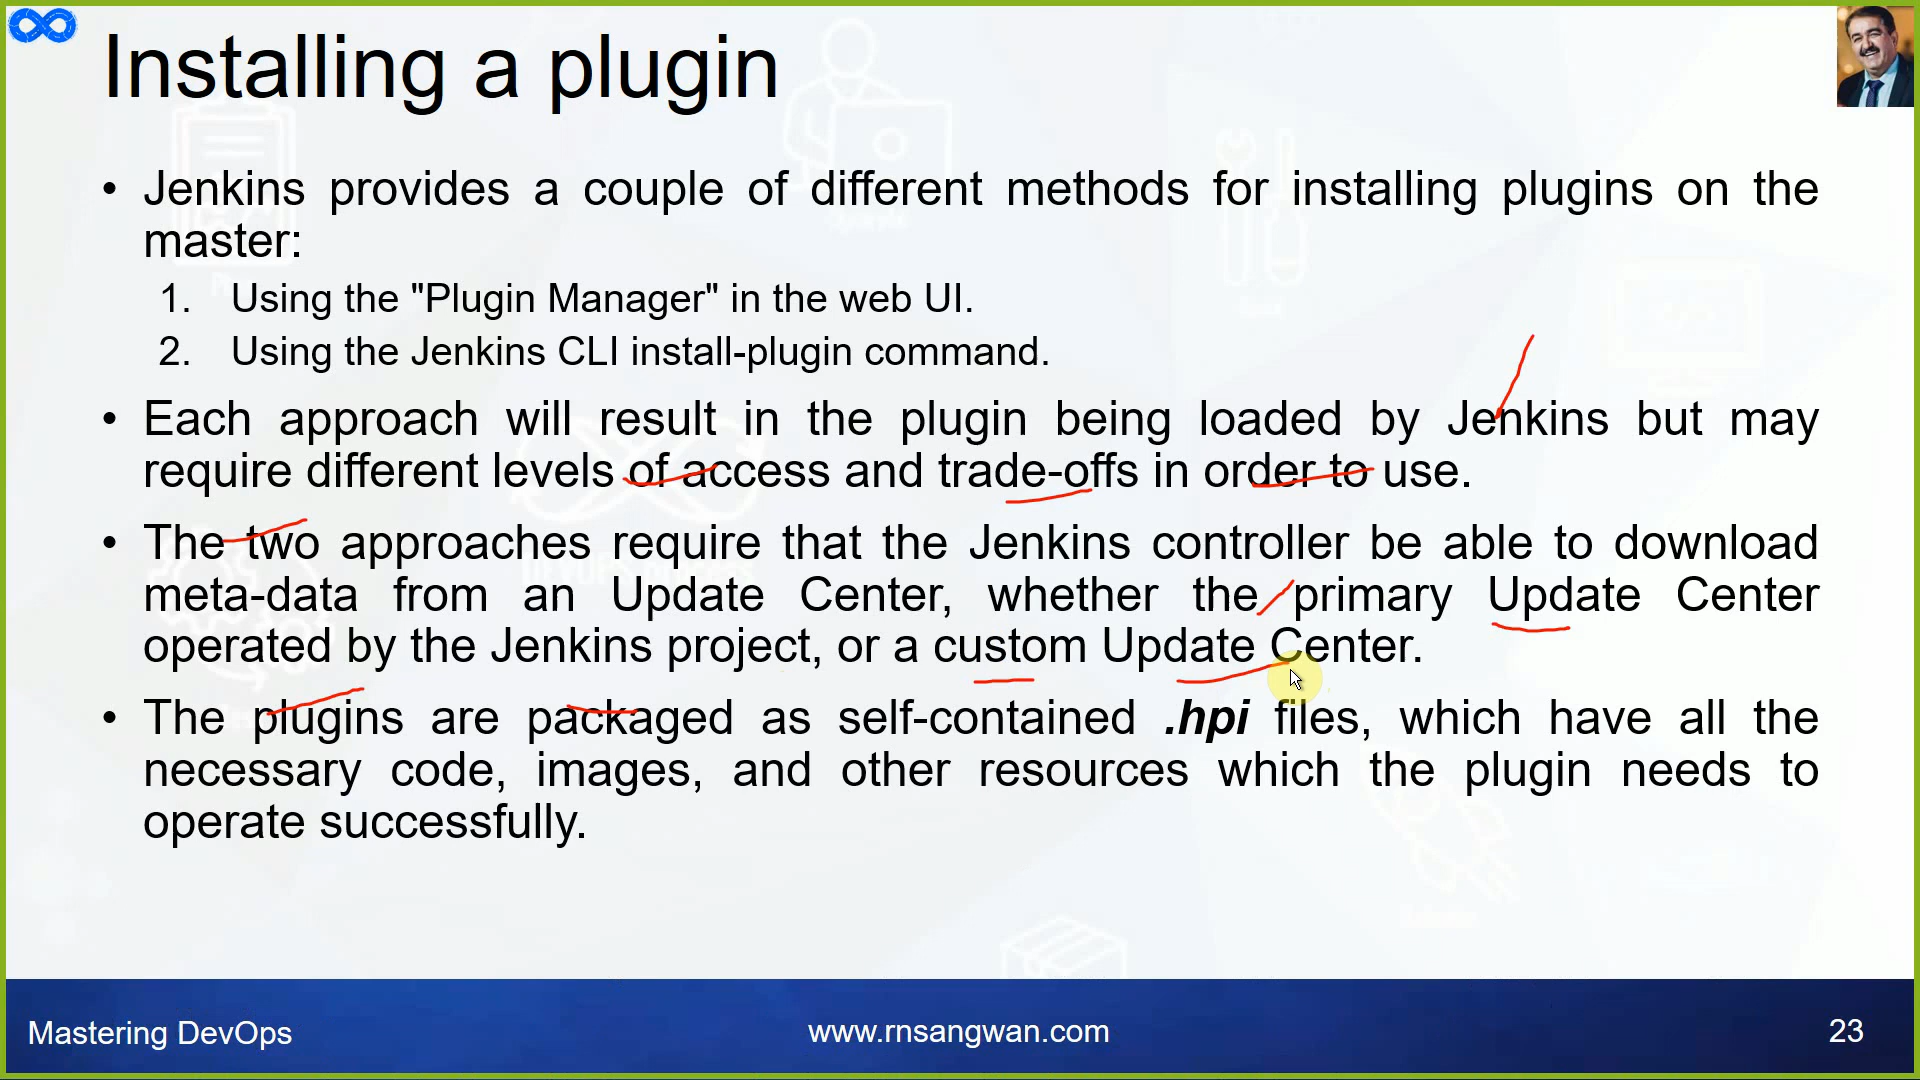 Installing a plugin
• Jenkins provides a couple of different methods for installing plugins on the
master:
1. Using the "Plugin Manager" in the web UI.
2. Using the Jenkins CLI install-plugin command.
• Each approach will result in the plugin being loaded by Jenkins but may
require different levels of access and trade-offs in order to use.
• The two approaches require that the Jenkins controller be able to download
meta-data from an Update Center, whether the primary Update Center
operated by the Jenkins project, or a custom Update Center.
• The plugins are packaged as self-contained .hpi files, which have all the
necessary code, images, and other resources which the plugin needs to
operate successfully.
Mastering DevOps
www.rnsangwan.com
23